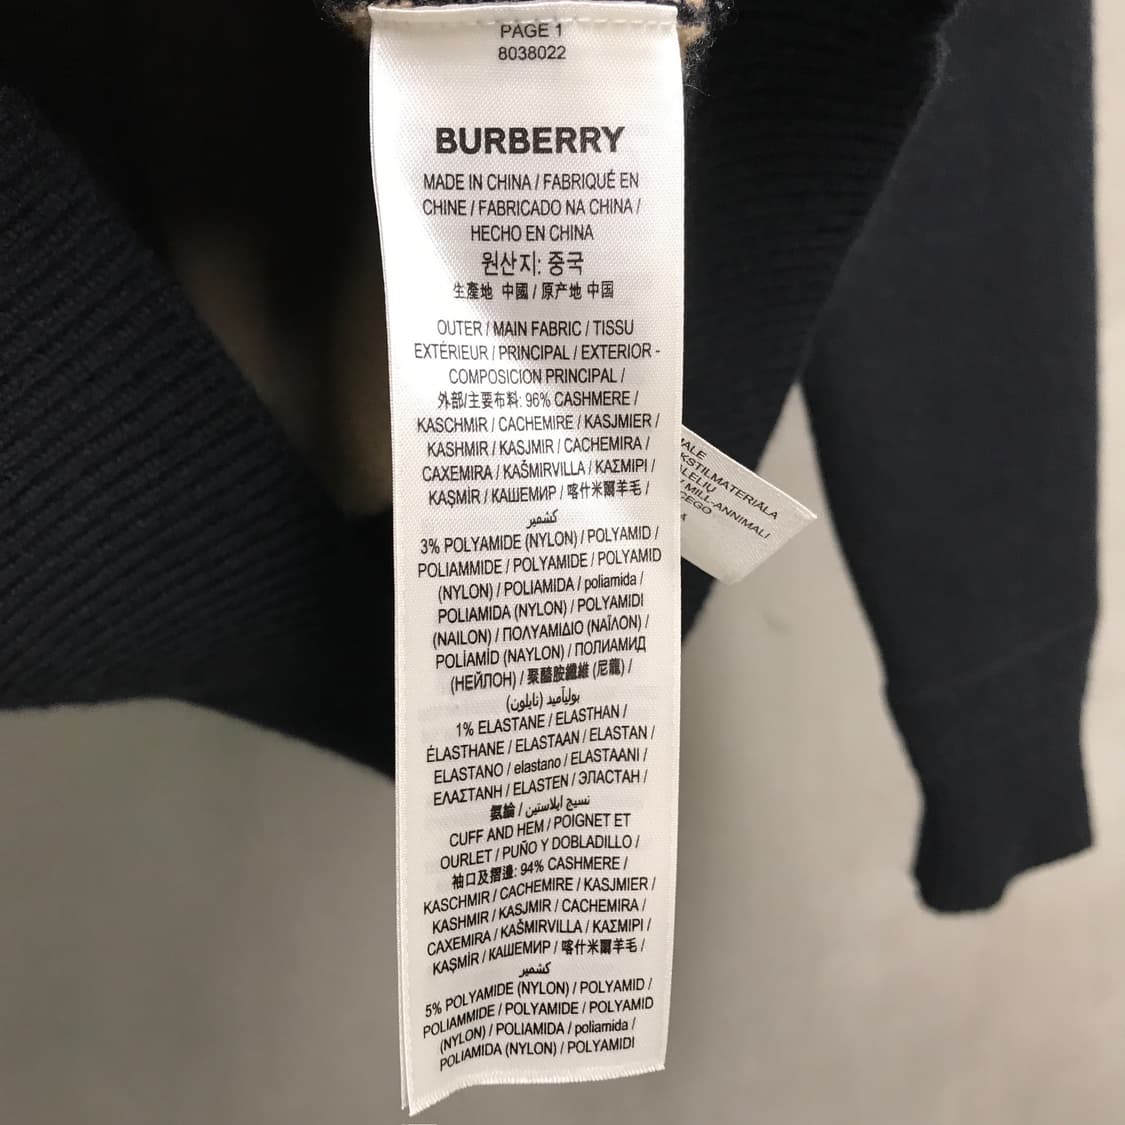 PAGE 1
8038022
BURBERRY
MADE IN CHINA / FABRIQUÉ EN
CHINE / FABRICADO NA CHINA /
HECHO EN CHINA
원산지: 중국
生產地 中國 / 原产地 中国
OUTER / MAIN FABRIC / TISSU
EXTÉRIEUR / PRINCIPAL / EXTERIOR -
COMPOSICION PRINCIPAL /
外部/主要布料: 96% CASHMERE /
KASCHMIR / CACHEMIRE / KASJMIER /
KASHMIR / KASJMIR / CACHEMIRA /
CAXEMIRA / KAŠMIRVILLA / ΚΑΣΜΙΡΙ /
KAŞMİR / КАШЕМИР / 喀什米爾羊毛 /
كشمير
3% POLYAMIDE (NYLON) / POLYAMID /
POLIAMMIDE / POLYAMIDE / POLYAMID
(NYLON) / POLIAMIDA / poliamida /
POLIAMIDA (NYLON) / POLYAMIDI
(NAILON) / ΠΟΛΥΑΜΙΔΙΟ (ΝΑΪΛΟΝ) /
POLİAMİD (NAYLON) / ПОЛИАМИД
(НЕЙЛОН) / 聚醯胺纖維 (尼龍) /
بوليأميد (نايلون)
1% ELASTANE / ELASTHAN /
ÉLASTHANE / ELASTAAN / ELASTAN /
ELASTANO / elastano / ELASTAANI /
ΕΛΑΣΤΑΝΗ / ELASTEN / ЭЛАСТАН /
氨綸 / نسيج ايلاستين
CUFF AND HEM / POIGNET ET
OURLET / PUÑO Y DOBLADILLO /
袖口及摺邊: 94% CASHMERE /
KASCHMIR / CACHEMIRE / KASJMIER /
KASHMIR / KASJMIR / CACHEMIRA /
CAXEMIRA / KAŠMIRVILLA / ΚΑΣΜΙΡΙ /
KAŞMİR / КАШЕМИР / 喀什米爾羊毛 /
كشمير
5% POLYAMIDE (NYLON) / POLYAMID /
POLIAMMIDE / POLYAMIDE / POLYAMID
(NYLON) / POLIAMIDA / poliamida /
POLIAMIDA (NYLON) / POLYAMIDI
MILL-ANNIMALI